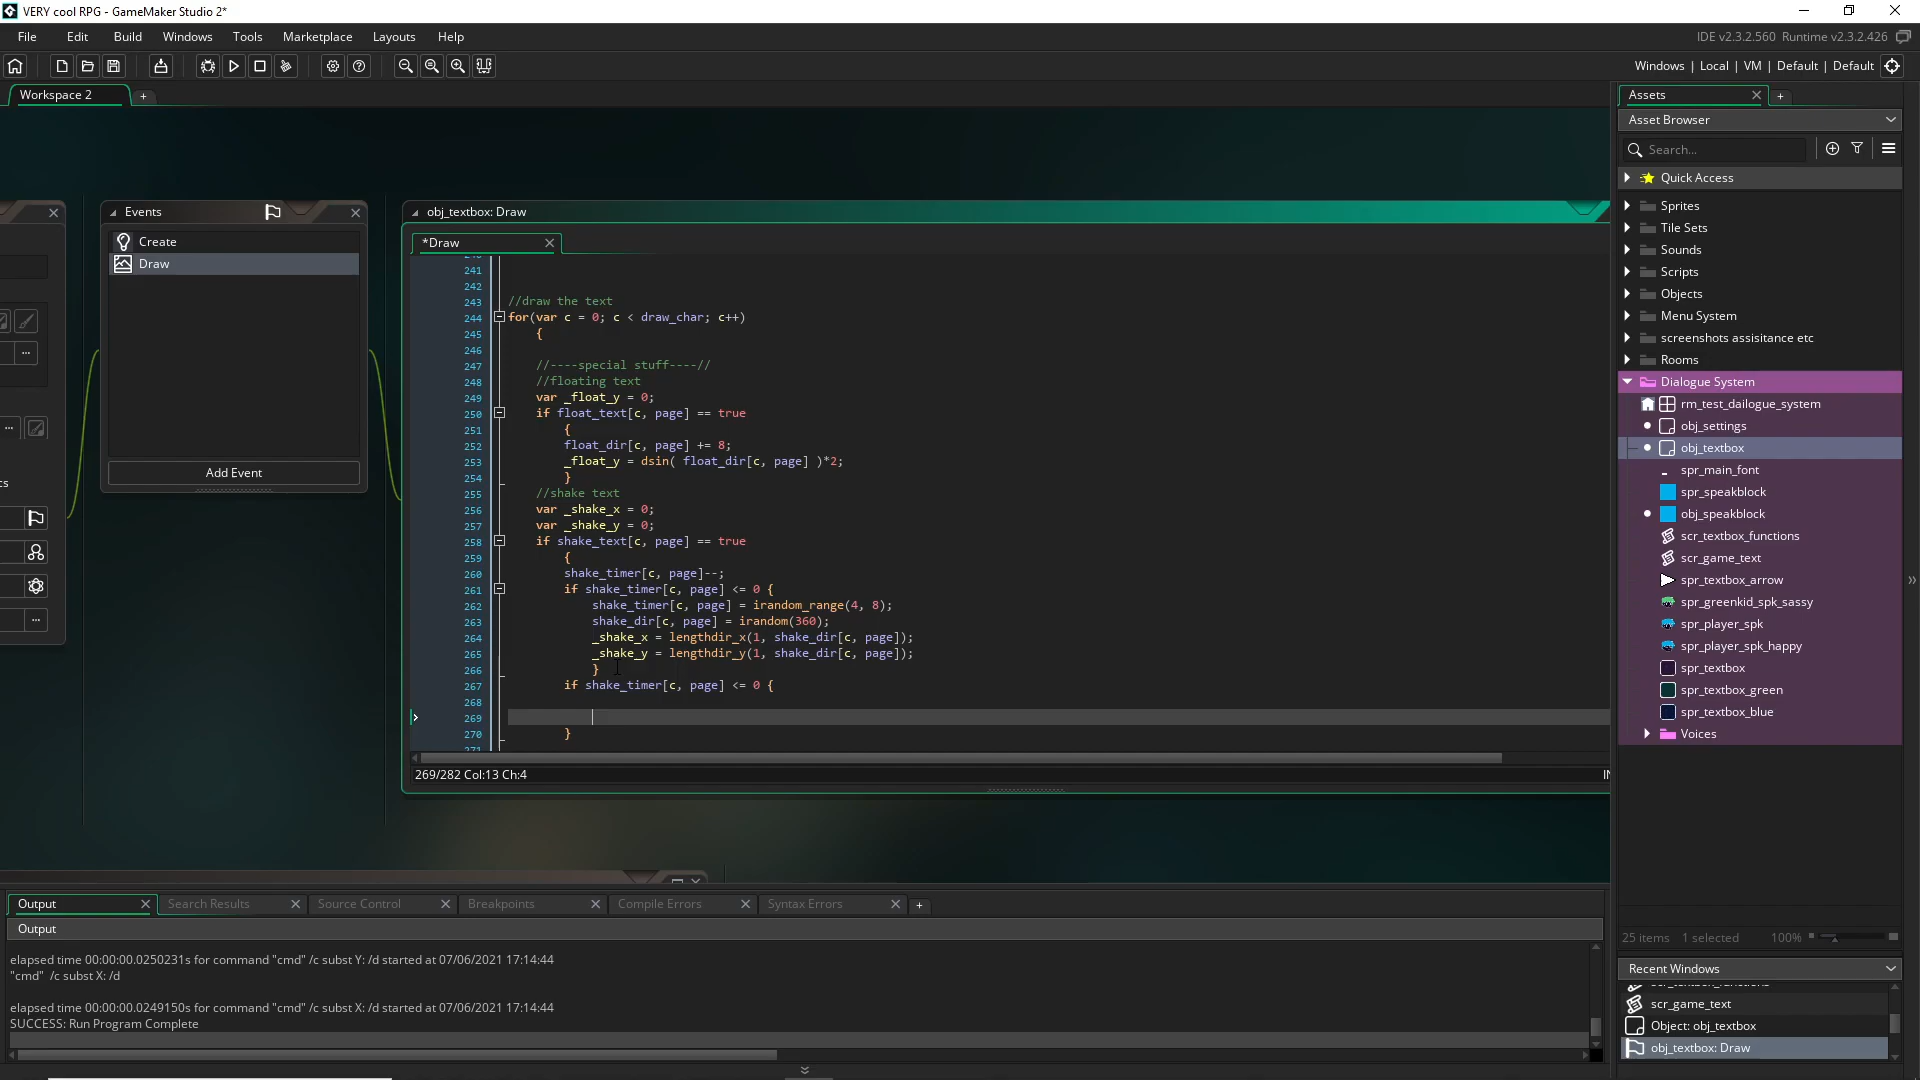 VERY cool RPG - GameMaker Studio 2*
File Edit Build Windows Tools Marketplace Layouts Help
IDE v2.3.2.560 Runtime v2.3.2.426
Windows | Local | VM | Default | Default
Workspace 2
Events
Create
Draw
Add Event
obj_textbox: Draw
*Draw
241
242
243 //draw the text
244 for(var c = 0; c < draw_char; c++)
245 {
246
247 //----special stuff----//
248 //floating text
249 var _float_y = 0;
250 if float_text[c, page] == true
251 {
252 float_dir[c, page] += 8;
253 _float_y = dsin( float_dir[c, page] )*2;
254 }
255 //shake text
256 var _shake_x = 0;
257 var _shake_y = 0;
258 if shake_text[c, page] == true
259 {
260 shake_timer[c, page]--;
261 if shake_timer[c, page] <= 0 {
262 shake_timer[c, page] = irandom_range(4, 8);
263 shake_dir[c, page] = irandom(360);
264 _shake_x = lengthdir_x(1, shake_dir[c, page]);
265 _shake_y = lengthdir_y(1, shake_dir[c, page]);
266 }
267 if shake_timer[c, page] <= 0 {
268
269
270 }
269/282 Col:13 Ch:4
Assets
Asset Browser
Search...
Quick Access
Sprites
Tile Sets
Sounds
Scripts
Objects
Menu System
screenshots assisitance etc
Rooms
Dialogue System
rm_test_dailogue_system
obj_settings
obj_textbox
spr_main_font
spr_speakblock
obj_speakblock
scr_textbox_functions
scr_game_text
spr_textbox_arrow
spr_greenkid_spk_sassy
spr_player_spk
spr_player_spk_happy
spr_textbox
spr_textbox_green
spr_textbox_blue
Voices
25 items 1 selected 100%
Recent Windows
scr_game_text
Object: obj_textbox
obj_textbox: Draw
Output Search Results Source Control Breakpoints Compile Errors Syntax Errors
Output
elapsed time 00:00:00.0250231s for command "cmd" /c subst Y: /d started at 07/06/2021 17:14:44
"cmd" /c subst X: /d
elapsed time 00:00:00.0249150s for command "cmd" /c subst X: /d started at 07/06/2021 17:14:44
SUCCESS: Run Program Complete